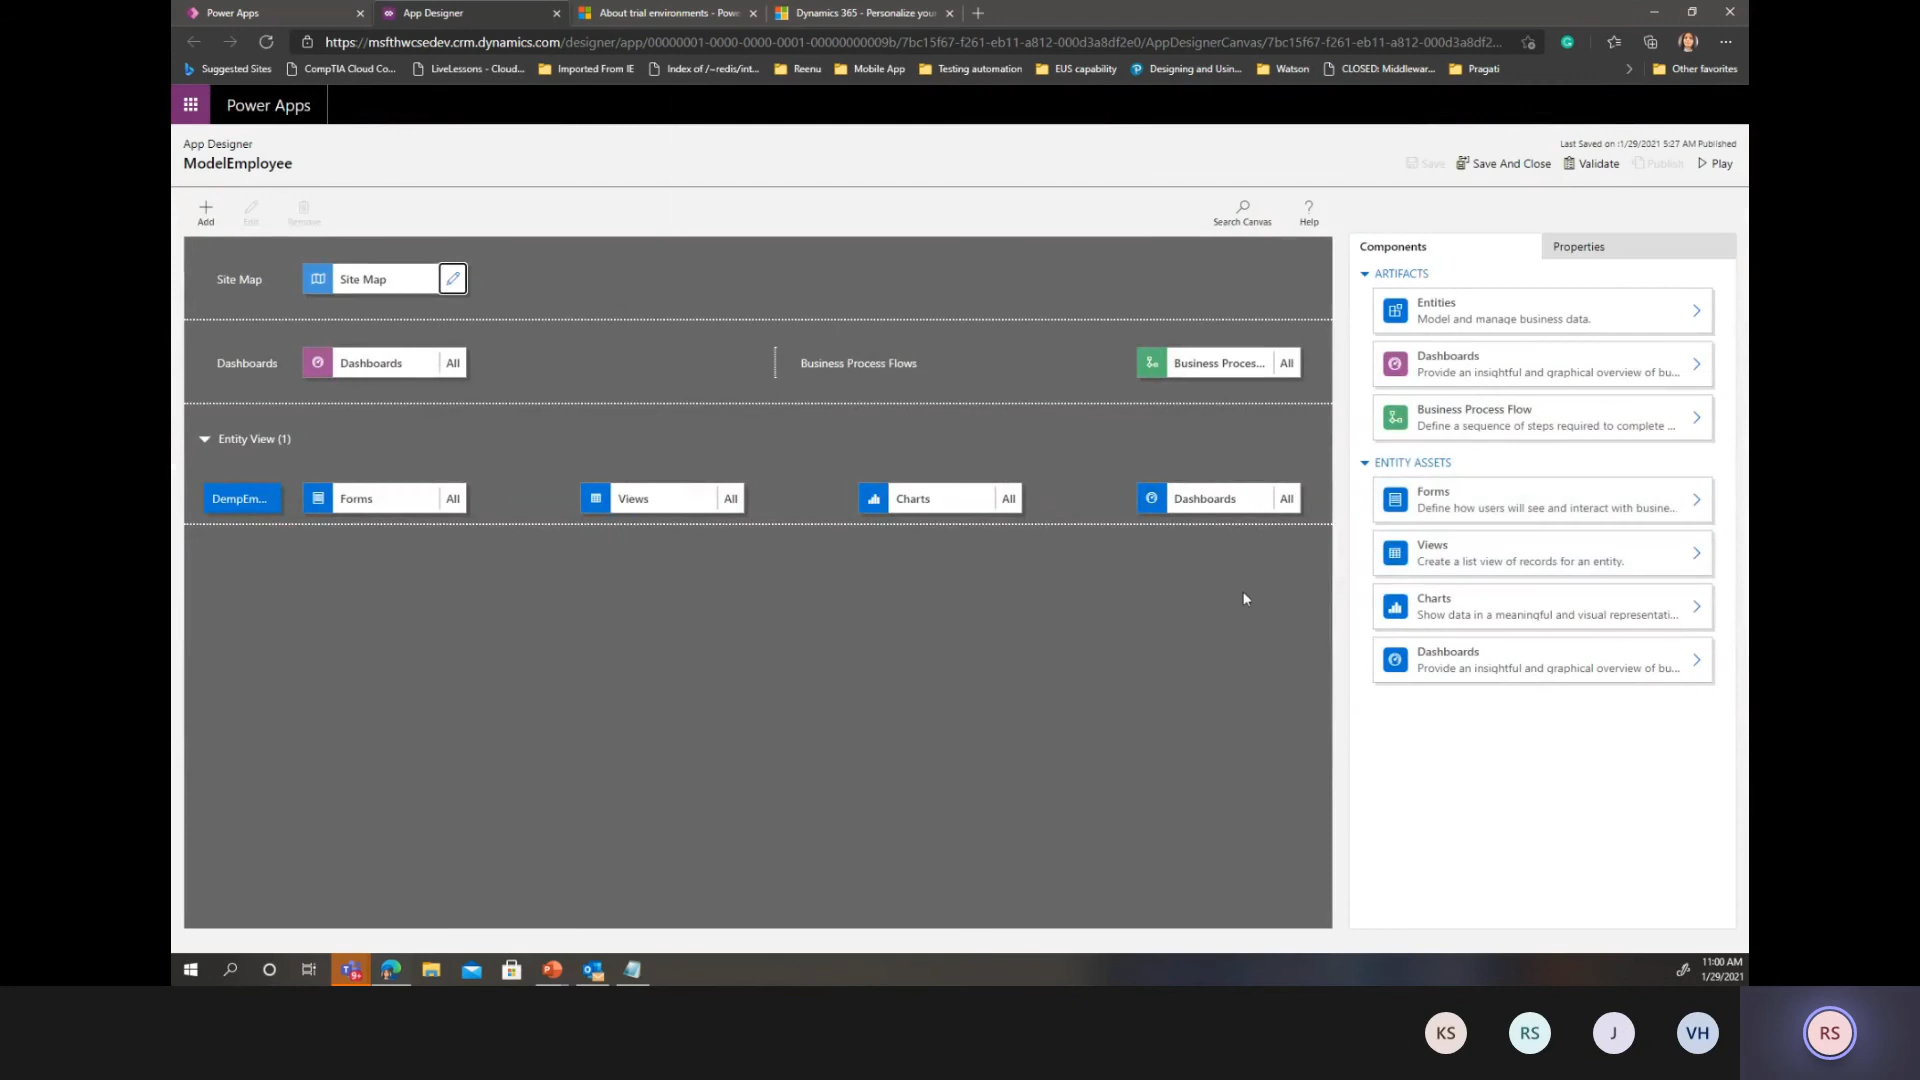 Power Apps
App Designer
About trial environments - Pow
Dynamics 365 - Personalize your
https://msfthwcsedev.crm.dynamics.com/designer/app/00000001-0000-0000-0001-00000000009b/7bc15f67-f261-eb11-a812-000d3a8df2e0/AppDesignerCanvas/7bc15f67-f261-eb11-a812-000d3a8df2...
Suggested Sites
CompTIA Cloud Co...
LiveLessons - Cloud...
Imported From IE
Index of /~redis/int...
Reenu
Mobile App
Testing automation
EUS capability
Designing and Usin...
Watson
CLOSED: Middlewar...
Pragati
Other favorites
Power Apps
App Designer
ModelEmployee
Last Saved on :1/29/2021 5:27 AM Published
Save
Save And Close
Validate
Publish
Play
Add
Edit
Remove
Search Canvas
Help
Site Map
Site Map
Dashboards
Dashboards
All
Business Process Flows
Business Proces...
All
Entity View (1)
DempEm...
Forms
All
Views
All
Charts
All
Dashboards
All
Components
Properties
ARTIFACTS
Entities
Model and manage business data.
Dashboards
Provide an insightful and graphical overview of bu...
Business Process Flow
Define a sequence of steps required to complete ...
ENTITY ASSETS
Forms
Define how users will see and interact with busine...
Views
Create a list view of records for an entity.
Charts
Show data in a meaningful and visual representati...
Dashboards
Provide an insightful and graphical overview of bu...
9+
11:00 AM
1/29/2021
KS
RS
J
VH
RS